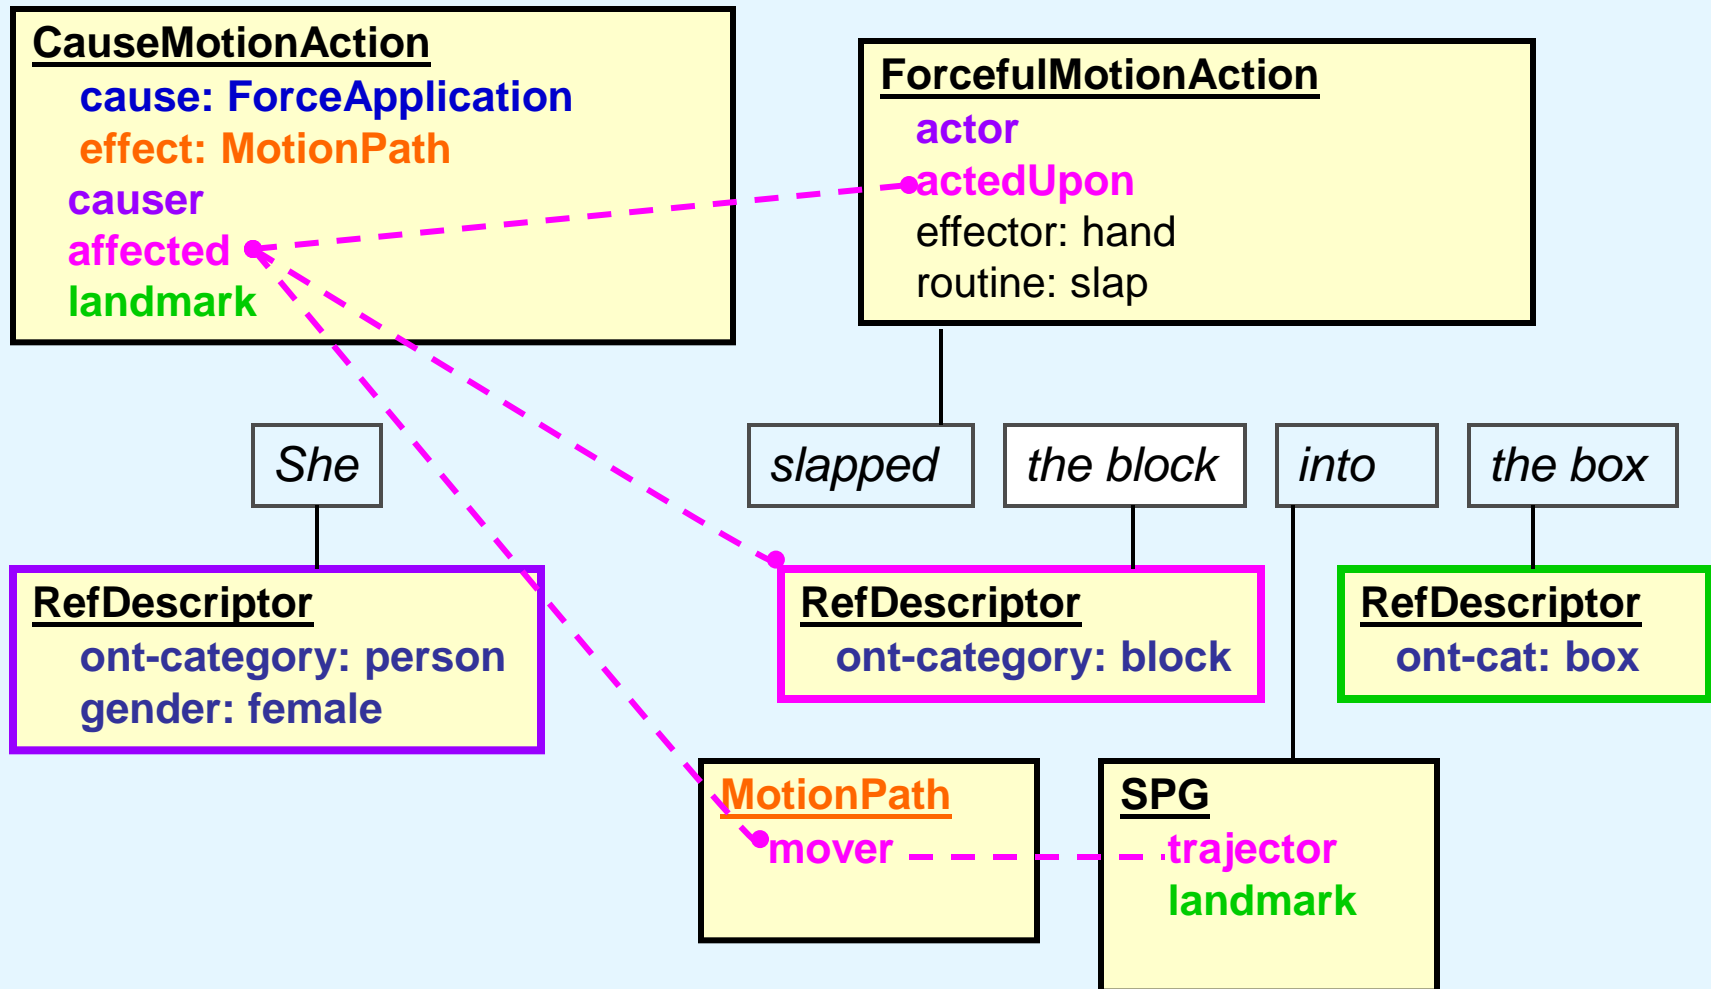 CauseMotionAction
cause: ForceApplication
effect: MotionPath
causer
affected
landmark
ForcefulMotionAction
actor
actedUpon
effector: hand
routine: slap
She
slapped
the block
into
the box
RefDescriptor
ont-category: person
gender: female
RefDescriptor
ont-category: block
RefDescriptor
ont-cat: box
MotionPath
mover
SPG
trajector
landmark